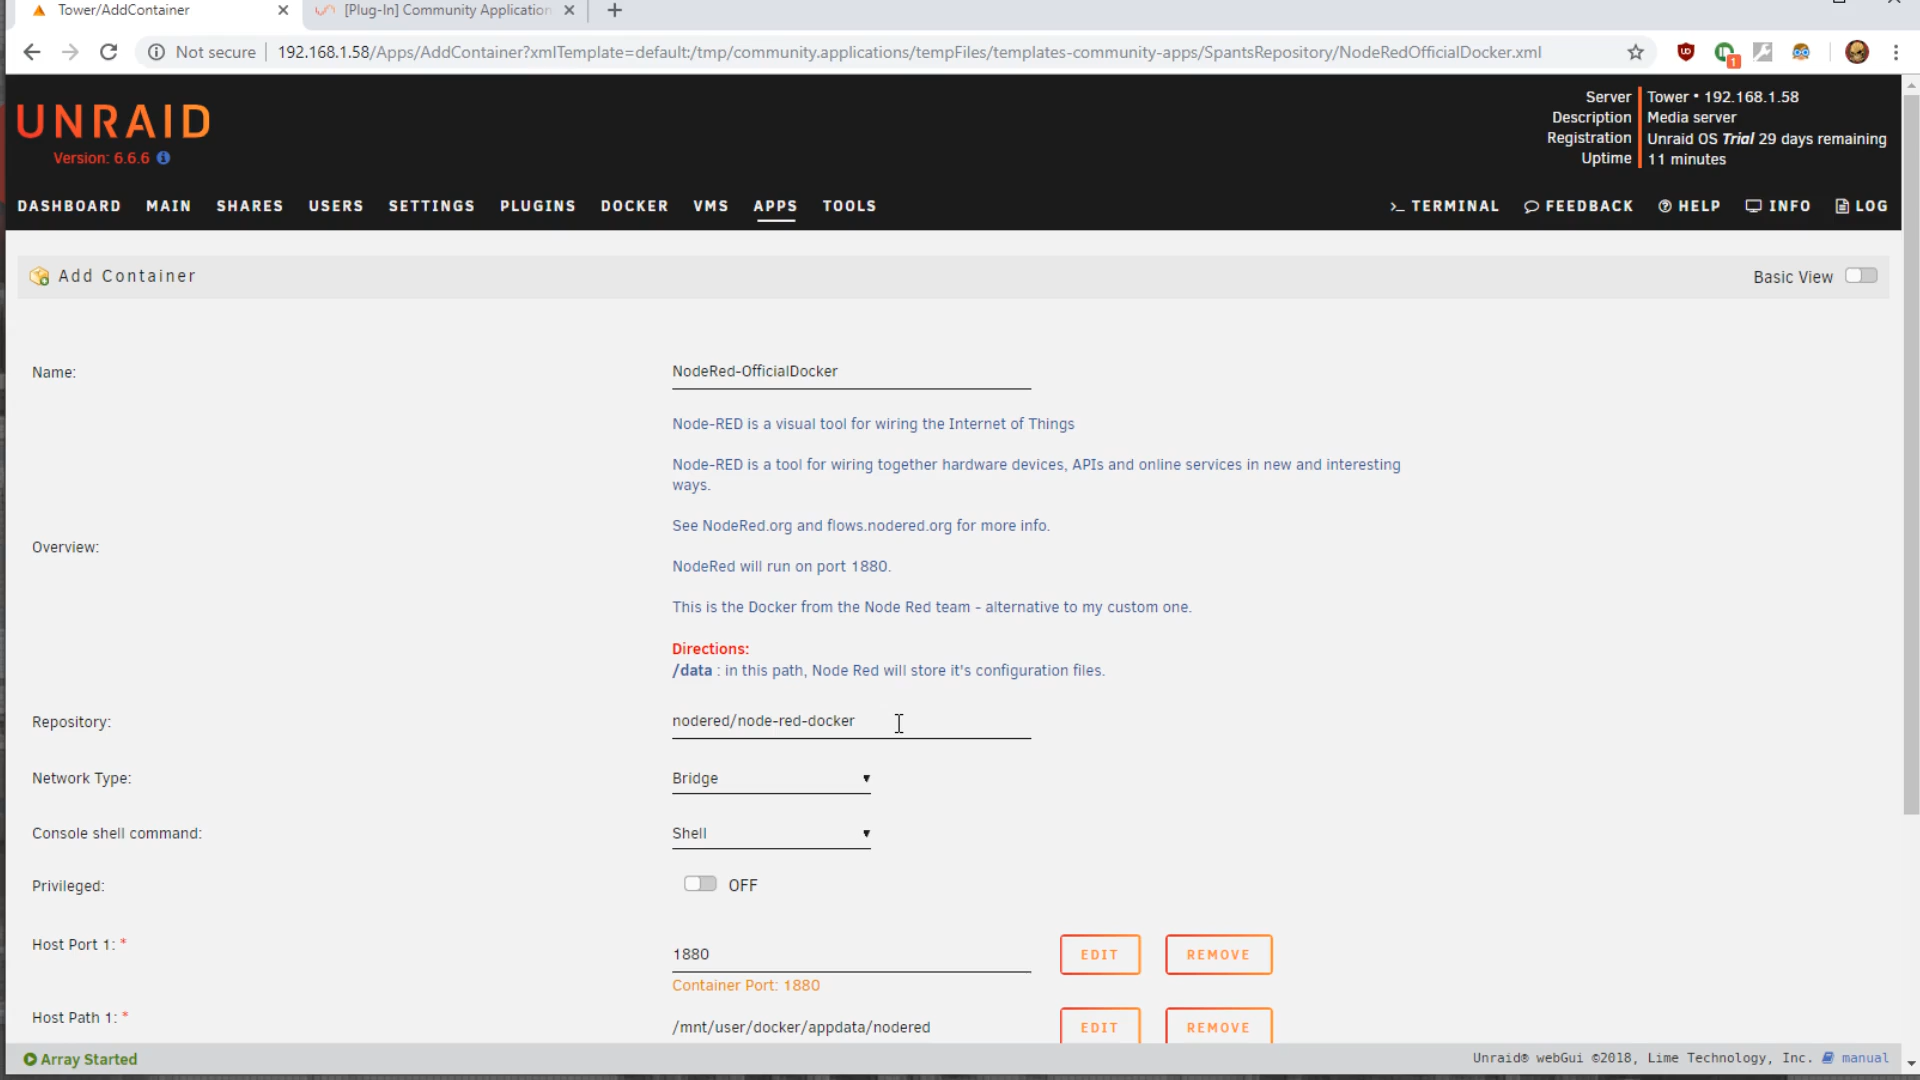 Tower/AddContainer
[Plug-In] Community Application
Not secure
192.168.1.58/Apps/AddContainer?xmlTemplate=default:/tmp/community.applications/tempFiles/templates-community-apps/SpantsRepository/NodeRedOfficialDocker.xml
1
UNRAID
Version: 6.6.6
Server Tower • 192.168.1.58
Description Media server
Registration Unraid OS Trial 29 days remaining
Uptime 11 minutes
DASHBOARD MAIN SHARES USERS SETTINGS PLUGINS DOCKER VMS APPS TOOLS
>_ TERMINAL FEEDBACK HELP INFO LOG
Add Container
Basic View
Name:
NodeRed-OfficialDocker
Overview:
Node-RED is a visual tool for wiring the Internet of Things
Node-RED is a tool for wiring together hardware devices, APIs and online services in new and interesting
ways.
See NodeRed.org and flows.nodered.org for more info.
NodeRed will run on port 1880.
This is the Docker from the Node Red team - alternative to my custom one.
Directions:
/data : in this path, Node Red will store it's configuration files.
Repository:
nodered/node-red-docker
Network Type:
Bridge
Console shell command:
Shell
Privileged:
OFF
Host Port 1: *
1880
EDIT REMOVE
Container Port: 1880
Host Path 1: *
/mnt/user/docker/appdata/nodered
EDIT REMOVE
Array Started
Unraid® webGui ©2018, Lime Technology, Inc. manual